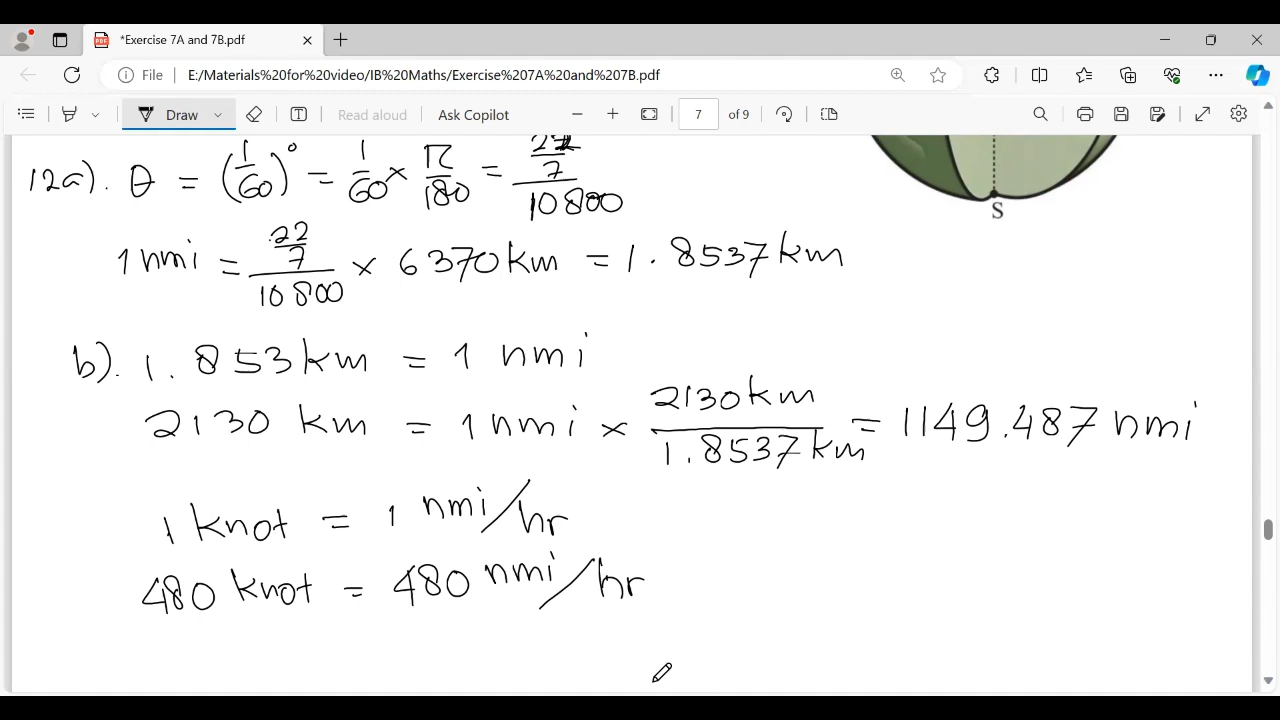 *Exercise 7A and 7B.pdf
File E:/Materials%20for%20video/IB%20Maths/Exercise%207A%20and%207B.pdf
Draw Read aloud Ask Copilot 7 of 9
12a). θ = (1/60)° = 1/60 × π/180 = 22/7/10800
S
1 nmi = 22/7/10800 × 6370 km = 1.8537 km
b). 1.853 km = 1 nmi
2130 km = 1 nmi × 2130 km/1.8537 km = 1149.487 nmi
1 knot = 1 nmi/hr
480 knot = 480 nmi/hr